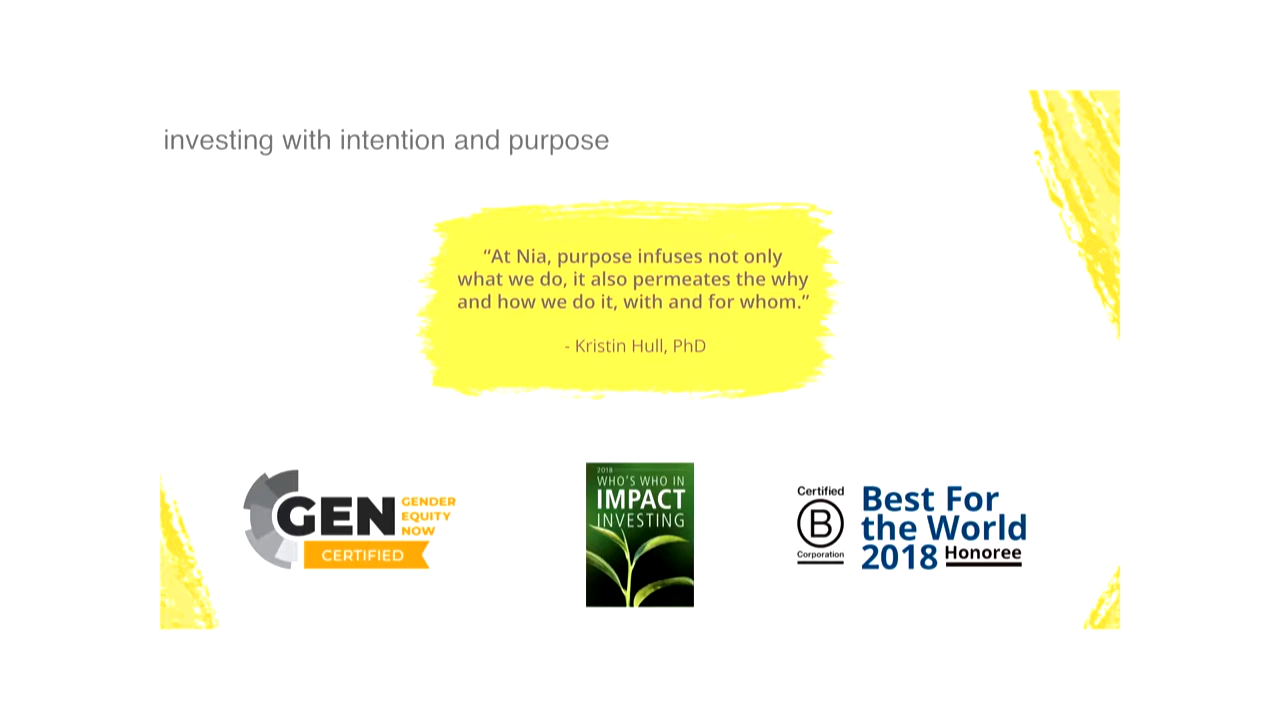 investing with intention and purpose
“At Nia, purpose infuses not only
what we do, it also permeates the why
and how we do it, with and for whom.”
- Kristin Hull, PhD
GEN
GENDER
EQUITY
NOW
CERTIFIED
2018
WHO'S WHO IN
IMPACT
INVESTING
Certified
B
Corporation
Best For
the World
2018 Honoree